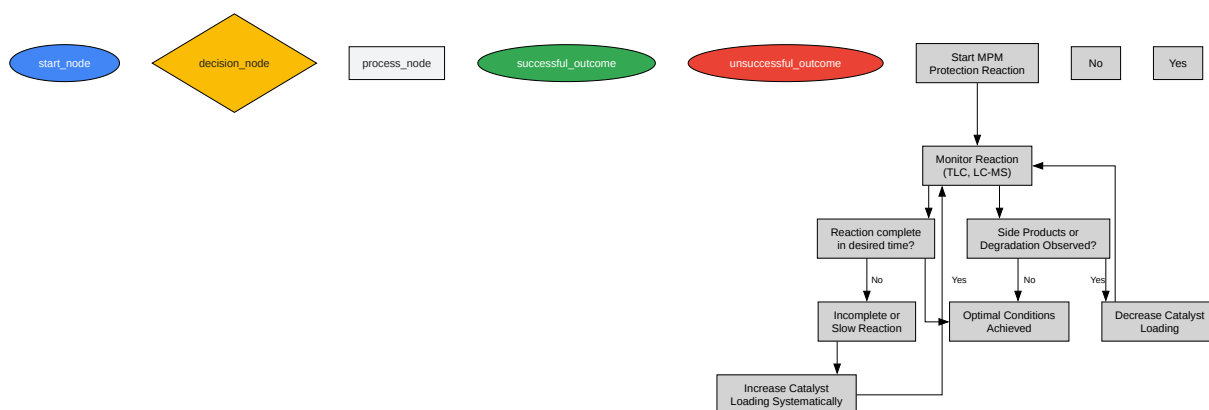 start_node
decision_node
process_node
successful_outcome
unsuccessful_outcome
Start MPM
Protection Reaction
No
Yes
Monitor Reaction
(TLC, LC-MS)
Reaction complete
in desired time?
Side Products or
Degradation Observed?
No
Yes
No
Yes
Incomplete or
Slow Reaction
Optimal Conditions
Achieved
Decrease Catalyst
Loading
Increase Catalyst
Loading Systematically